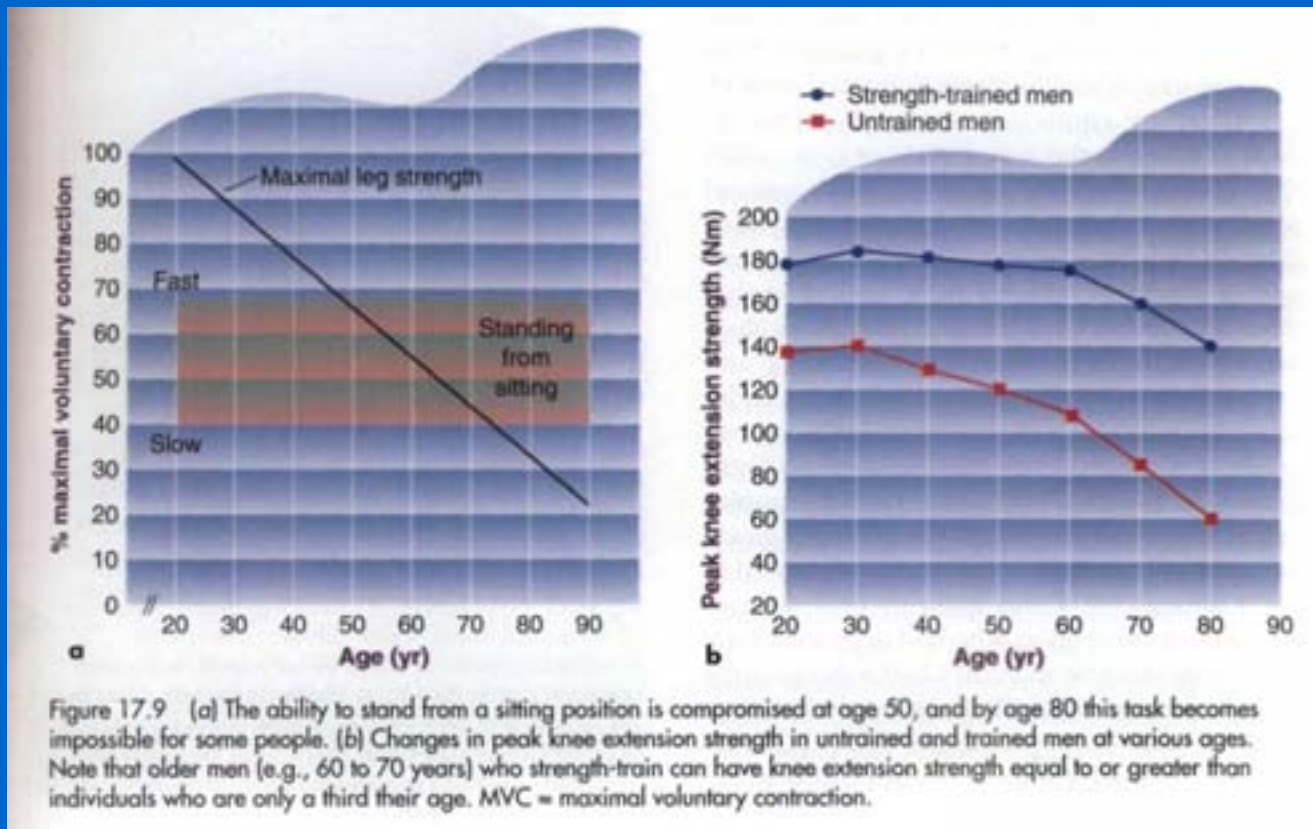 100
90
80
70
60
50
40
30
20
10
0
% maximal voluntary contraction
Maximal leg strength
Fast
Standing
from
sitting
Slow
20 30 40 50 60 70 80 90
a
Age (yr)
Strength-trained men
Untrained men
200
180
160
140
120
100
80
60
40
20
Peak knee extension strength (Nm)
20 30 40 50 60 70 80 90
b
Age (yr)
Figure 17.9 (a) The ability to stand from a sitting position is compromised at age 50, and by age 80 this task becomes
impossible for some people. (b) Changes in peak knee extension strength in untrained and trained men at various ages.
Note that older men (e.g., 60 to 70 years) who strength-train can have knee extension strength equal to or greater than
individuals who are only a third their age. MVC = maximal voluntary contraction.